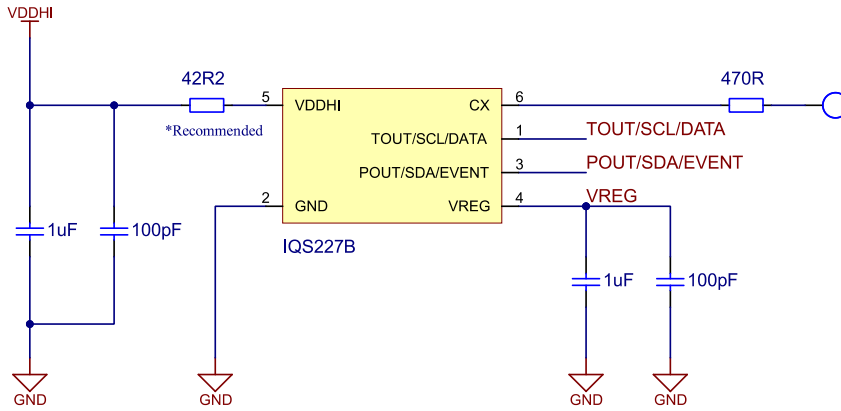 VDDHI
42R2
*Recommended
5
VDDHI
CX
6
470R
TOUT/SCL/DATA
1
TOUT/SCL/DATA
POUT/SDA/EVENT
3
POUT/SDA/EVENT
2
GND
VREG
4
VREG
1uF
100pF
IQS227B
1uF
100pF
GND
GND
GND
GND